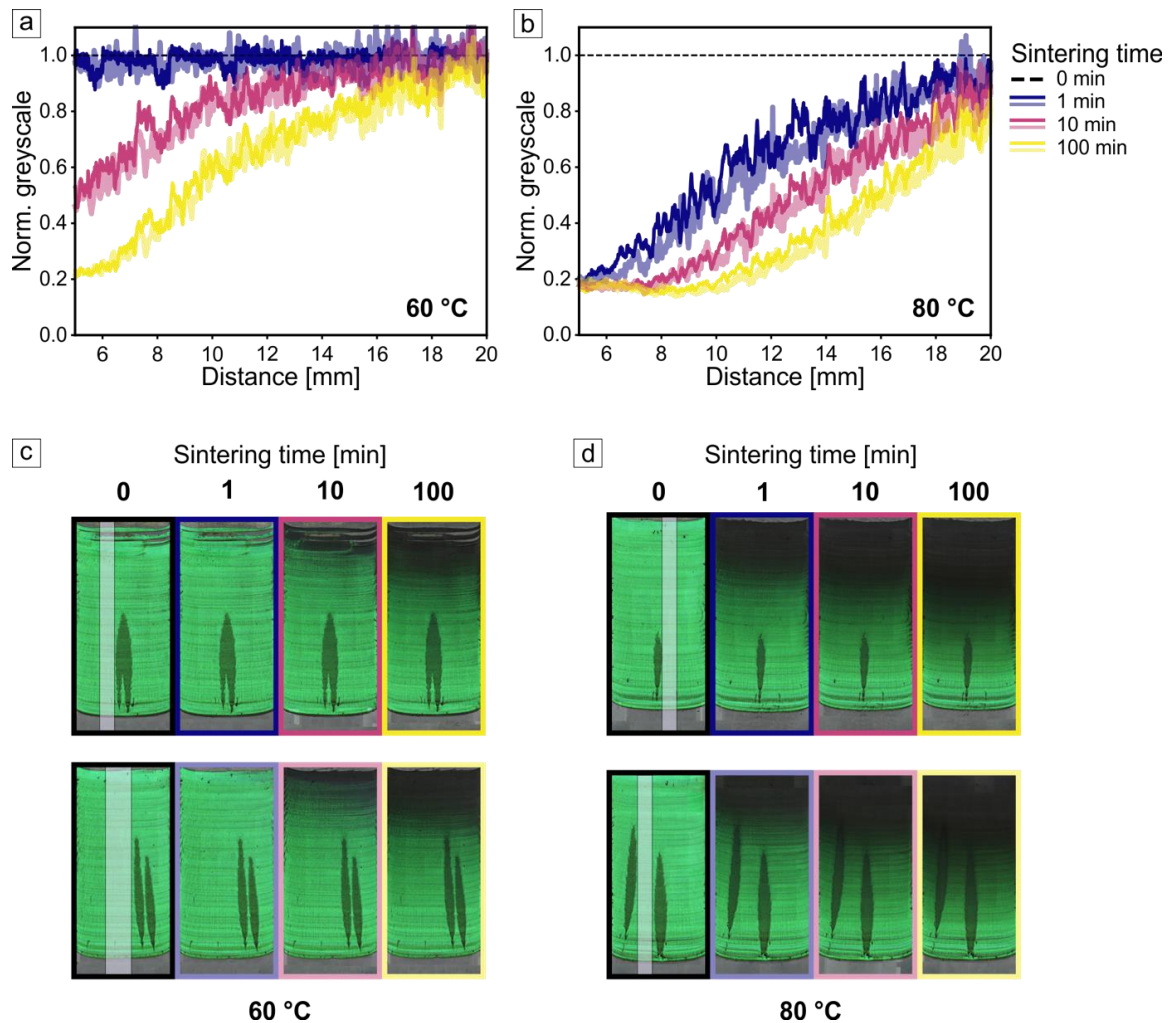 a
1.0
0.8
0.6
0.4
0.2
0.0
Norm. greyscale
6 8 10 12 14 16 18 20
Distance [mm]
60 °C
b
1.0
0.8
0.6
0.4
0.2
0.0
Norm. greyscale
6 8 10 12 14 16 18 20
Distance [mm]
80 °C
Sintering time
0 min
1 min
10 min
100 min
c
Sintering time [min]
0 1 10 100
60 °C
d
Sintering time [min]
0 1 10 100
80 °C